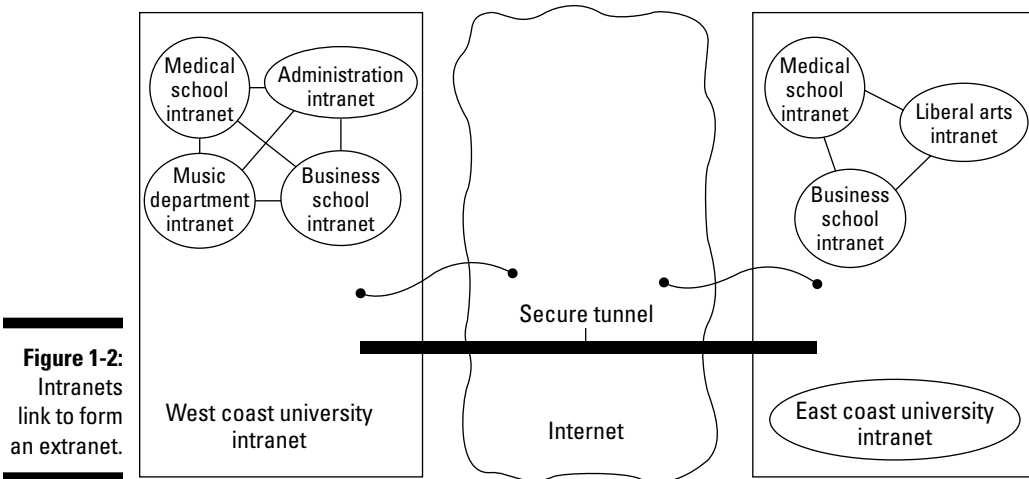 Medical
school
intranet
Administration
intranet
Music
department
intranet
Business
school
intranet
West coast university
intranet
Secure tunnel
Internet
Medical
school
intranet
Liberal arts
intranet
Business
school
intranet
East coast university
intranet
Figure 1-2:
Intranets
link to form
an extranet.